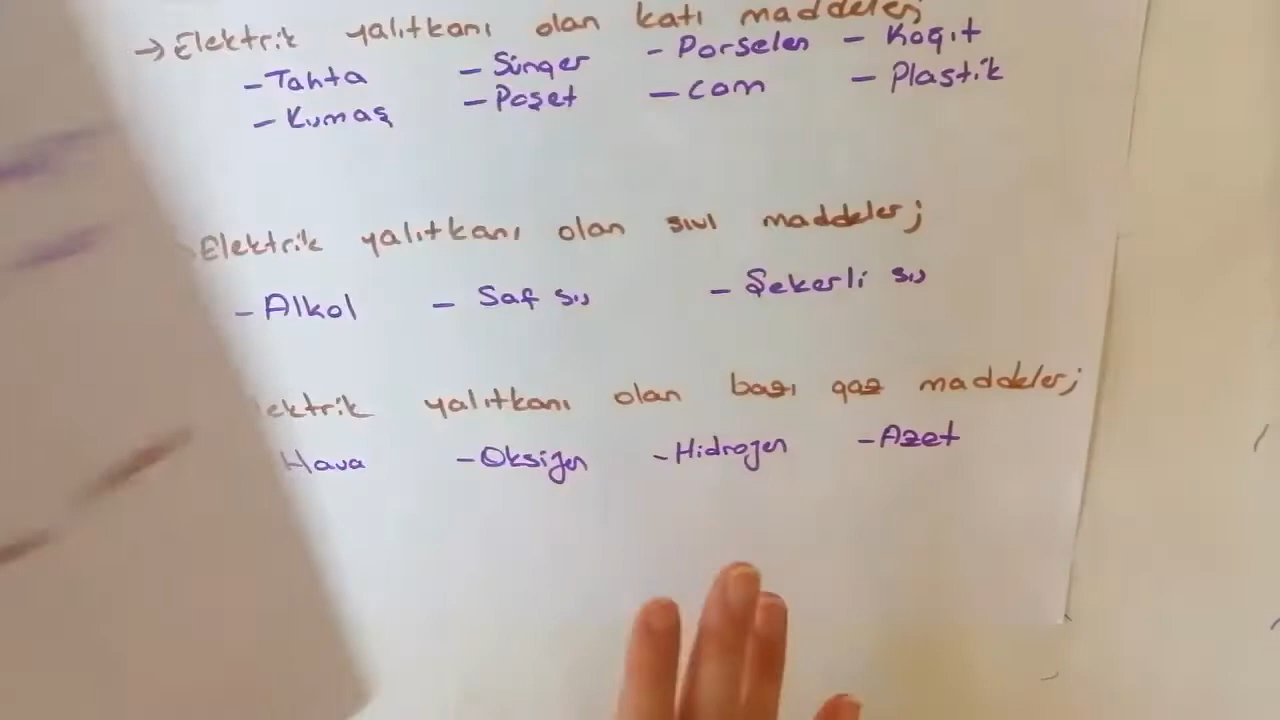 → Elektrik yalıtkanı olan katı maddeler;
- Tahta - Sünger - Porselen - Kağıt
- Kumaş - Poşet - Cam - Plastik
Elektrik yalıtkanı olan sıvı maddeler;
- Alkol - Saf su - Şekerli su
ektrik yalıtkanı olan bazı gaz maddeler;
Hava - Oksijen - Hidrojen - Azot